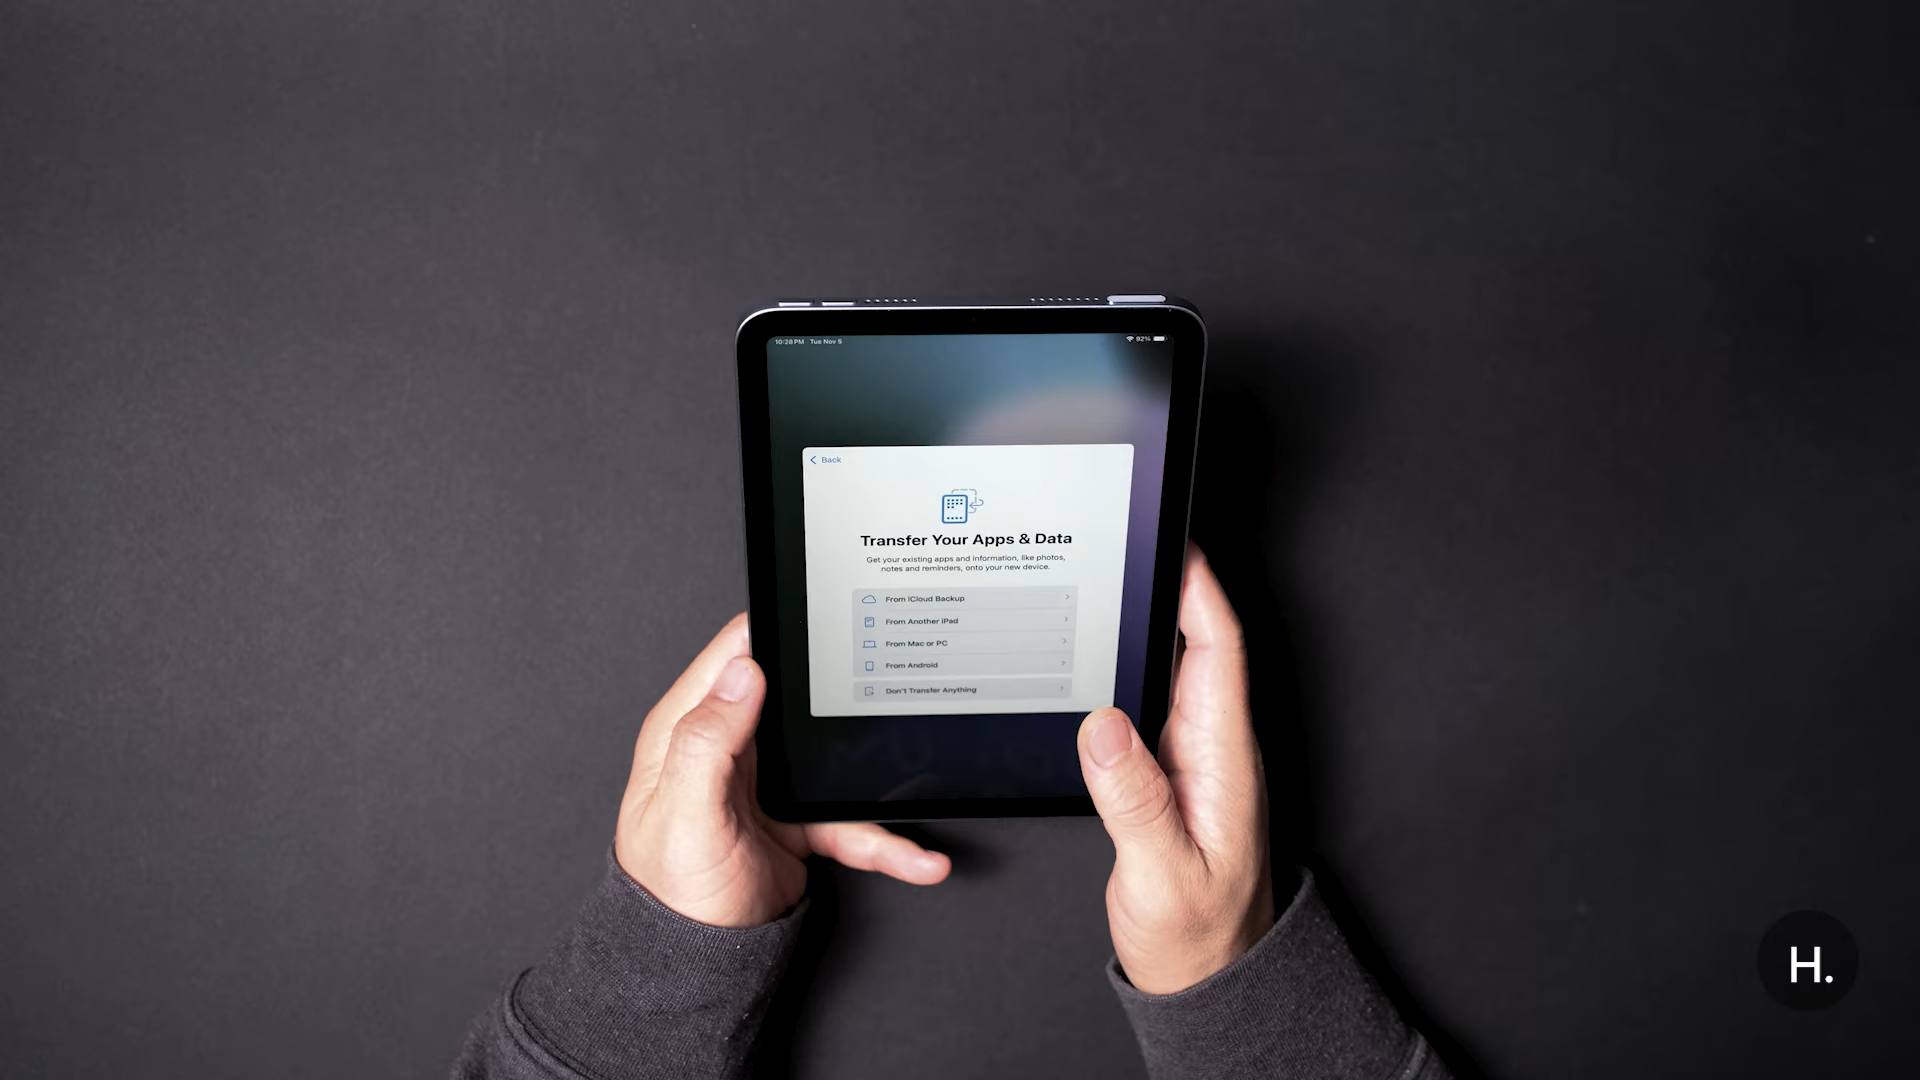 10:28 PM Tue Nov 5
92%
Back
Transfer Your Apps & Data
Get your existing apps and information, like photos,
notes and reminders, onto your new device.
From iCloud Backup
From Another iPad
From Mac or PC
From Android
Don't Transfer Anything
H.